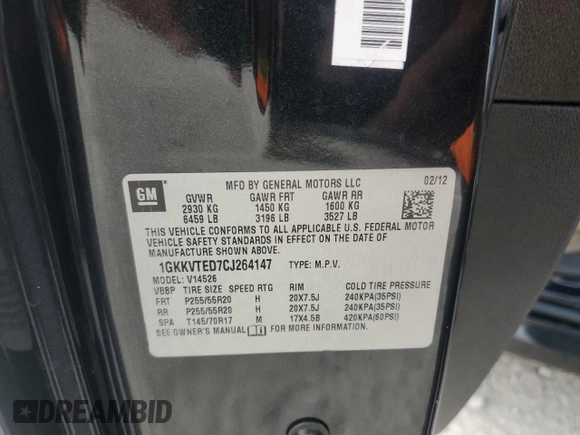 GM
MFD BY GENERAL MOTORS LLC 02/12
GVWR GAWR FRT GAWR RR
2930 KG 1450 KG 1600 KG
6459 LB 3196 LB 3527 LB
THIS VEHICLE CONFORMS TO ALL APPLICABLE U.S. FEDERAL MOTOR
VEHICLE SAFETY STANDARDS IN EFFECT ON THE DATE OF
MANUFACTURE SHOWN ABOVE.
1GKKVTED7CJ264147 TYPE: M.P.V.
MODEL: V14526
VBBP TIRE SIZE SPEED RTG RIM COLD TIRE PRESSURE
FRT P255/55R20 H 20X7.5J 240KPA(35PSI)
RR P255/55R20 H 20X7.5J 240KPA(35PSI)
SPA T145/70R17 M 17X4.5B 420KPA(60PSI)
SEE OWNER'S MANUAL FOR MORE INFORMATION.
DREAMBID